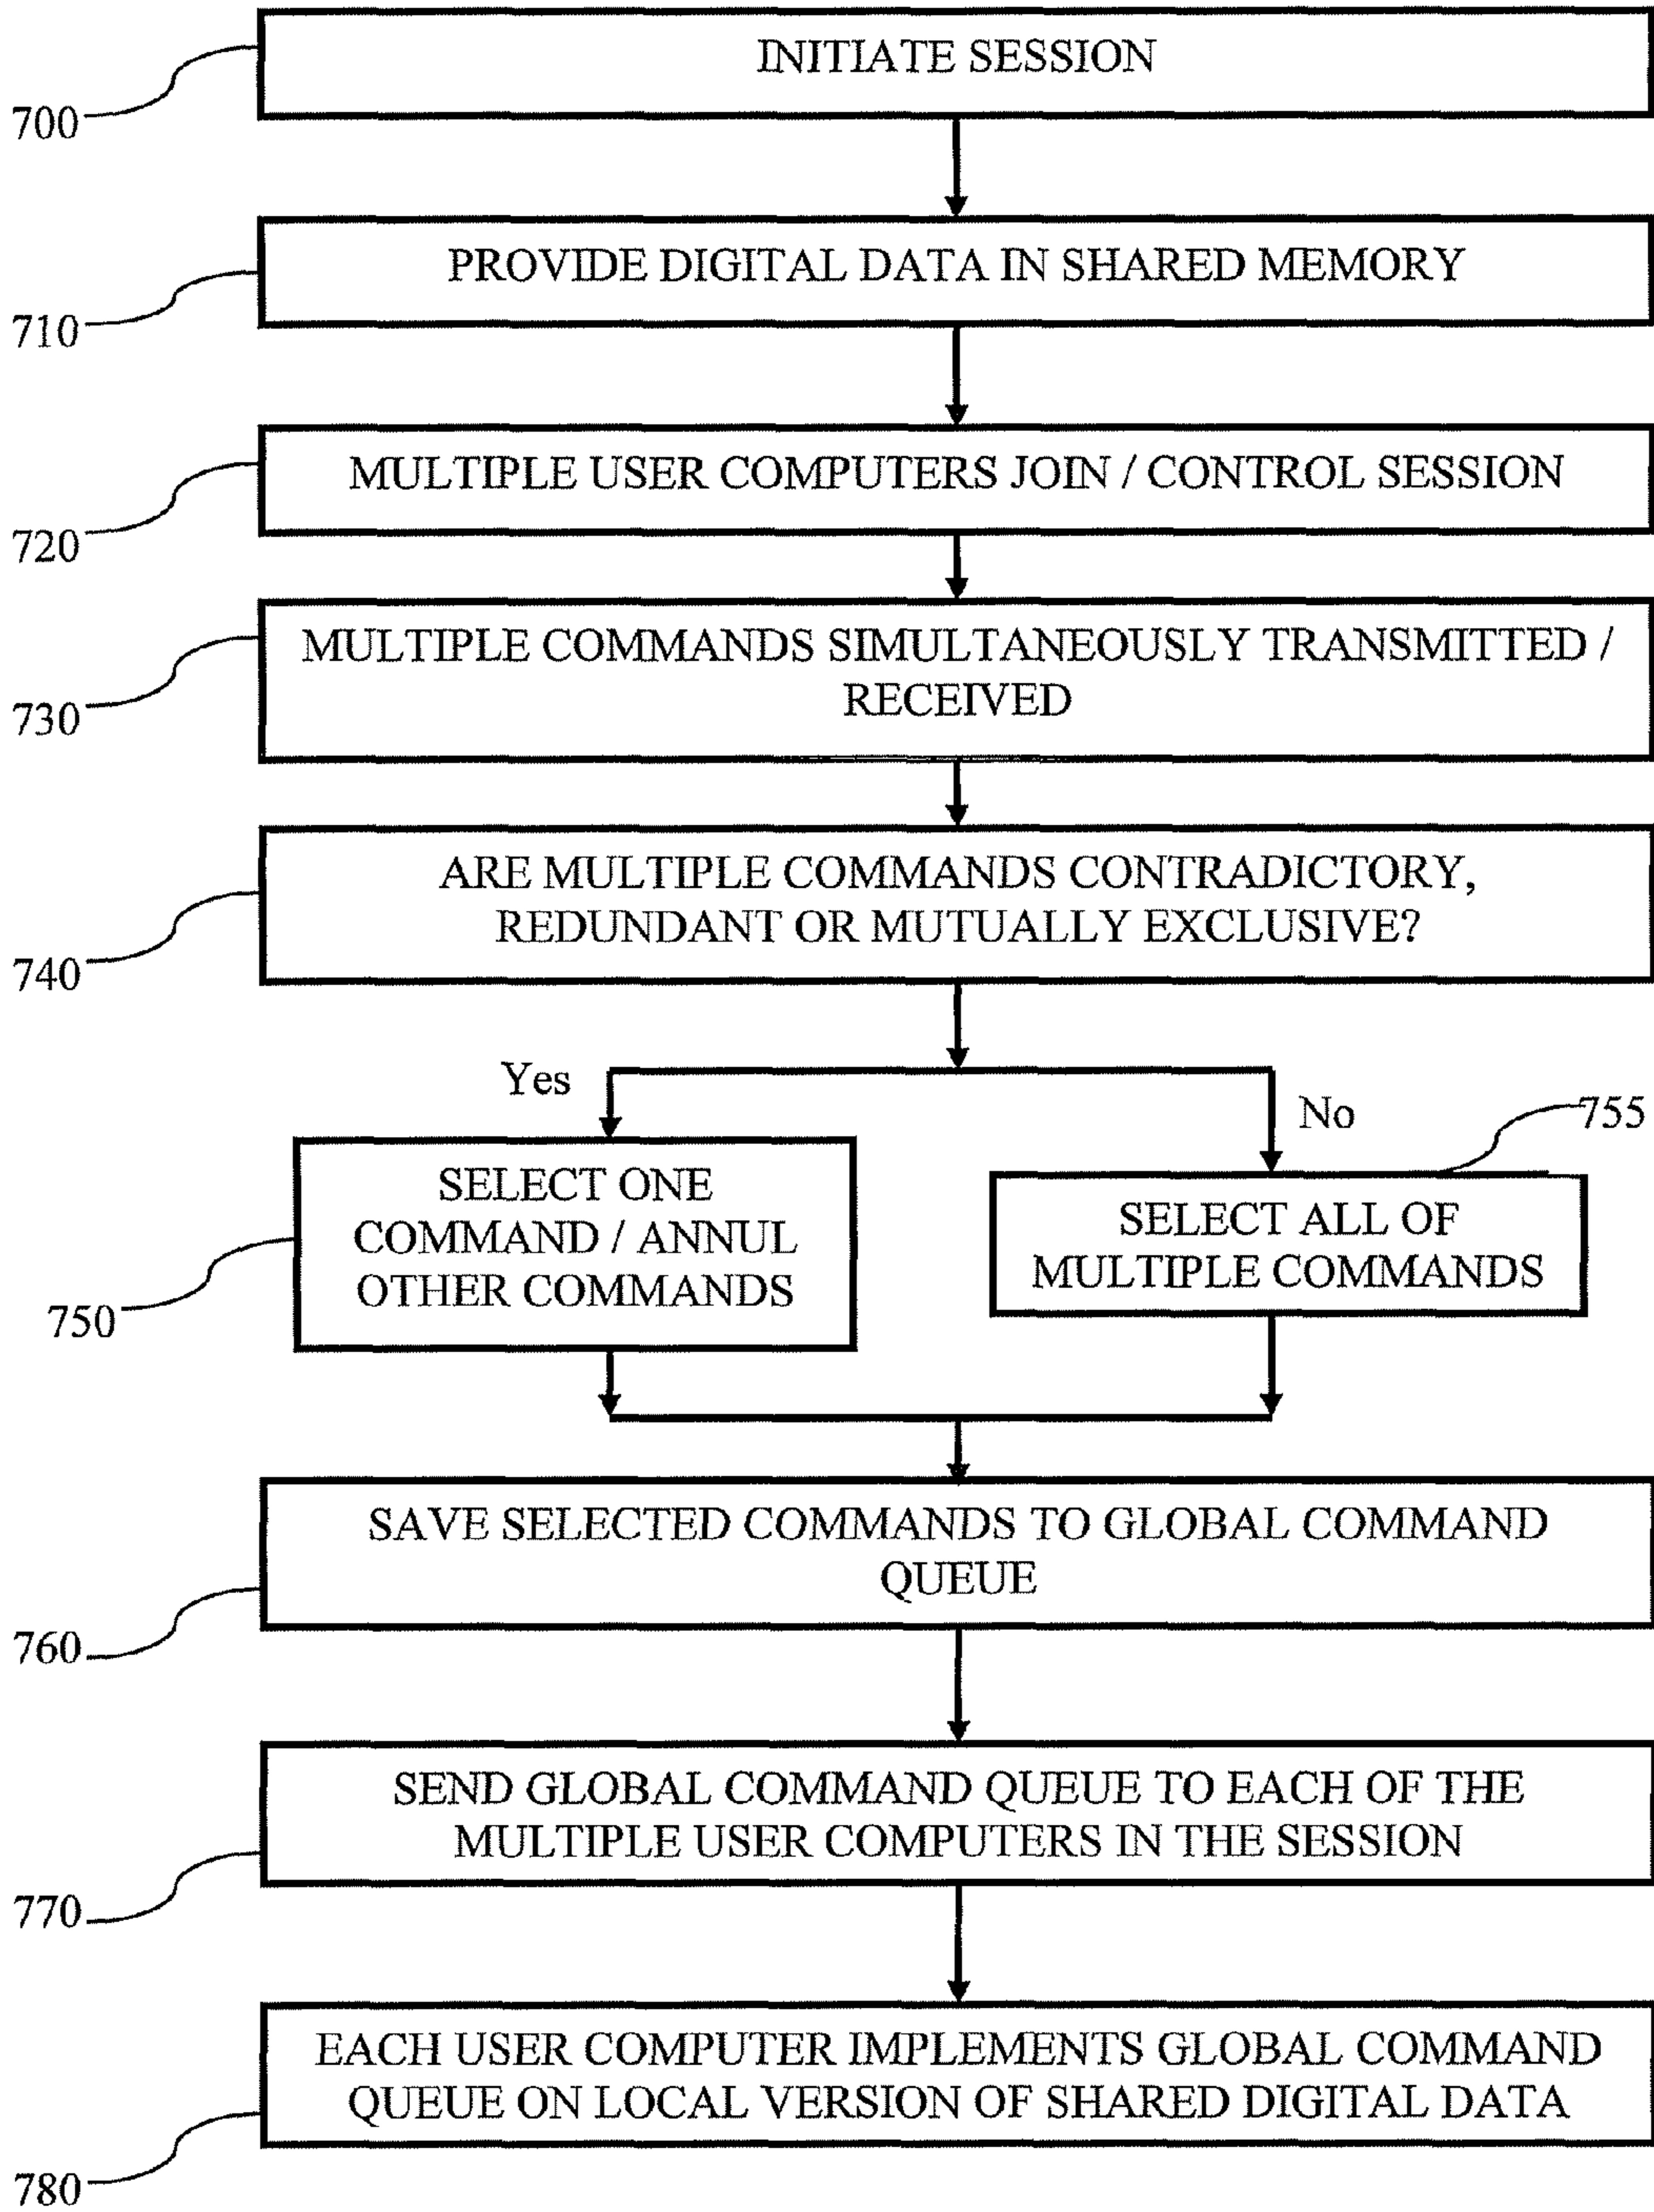 INITIATE SESSION
700
PROVIDE DIGITAL DATA IN SHARED MEMORY
710
MULTIPLE USER COMPUTERS JOIN / CONTROL SESSION
720
MULTIPLE COMMANDS SIMULTANEOUSLY TRANSMITTED /
RECEIVED
730
ARE MULTIPLE COMMANDS CONTRADICTORY,
REDUNDANT OR MUTUALLY EXCLUSIVE?
740
Yes
No
755
SELECT ONE
COMMAND / ANNUL
OTHER COMMANDS
750
SELECT ALL OF
MULTIPLE COMMANDS
SAVE SELECTED COMMANDS TO GLOBAL COMMAND
QUEUE
760
SEND GLOBAL COMMAND QUEUE TO EACH OF THE
MULTIPLE USER COMPUTERS IN THE SESSION
770
EACH USER COMPUTER IMPLEMENTS GLOBAL COMMAND
QUEUE ON LOCAL VERSION OF SHARED DIGITAL DATA
780